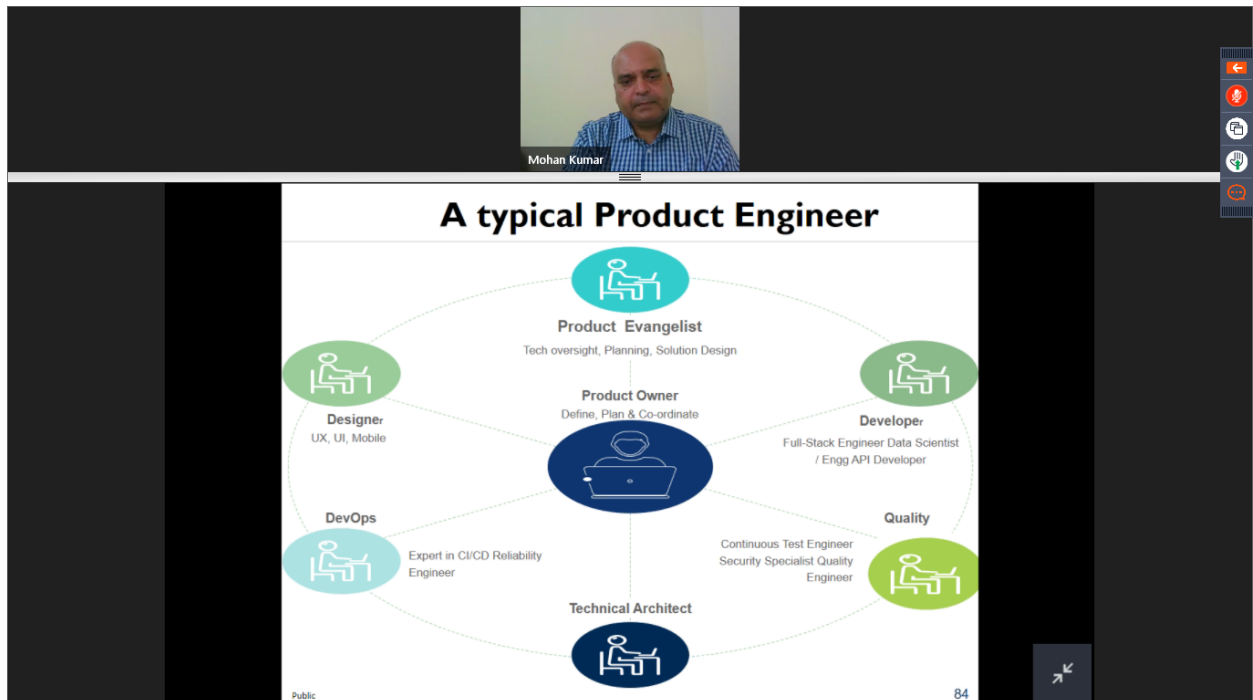 Mohan Kumar
A typical Product Engineer
Product Evangelist
Tech oversight, Planning, Solution Design
Product Owner
Define, Plan & Co-ordinate
Designer
UX, UI, Mobile
Developer
Full-Stack Engineer Data Scientist
/ Engg API Developer
DevOps
Expert in CI/CD Reliability
Engineer
Quality
Continuous Test Engineer
Security Specialist Quality
Engineer
Technical Architect
Public
84